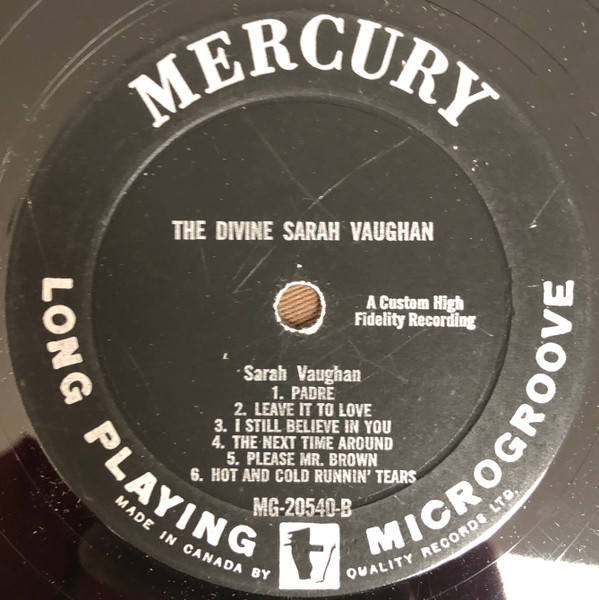 MERCURY
THE DIVINE SARAH VAUGHAN
A Custom High
Fidelity Recording
Sarah Vaughan
1. PADRE
2. LEAVE IT TO LOVE
3. I STILL BELIEVE IN YOU
4. THE NEXT TIME AROUND
5. PLEASE MR. BROWN
6. HOT AND COLD RUNNIN' TEARS
MG-20540-B
LONG PLAYING MICROGROOVE
MADE IN CANADA BY QUALITY RECORDS LTD.